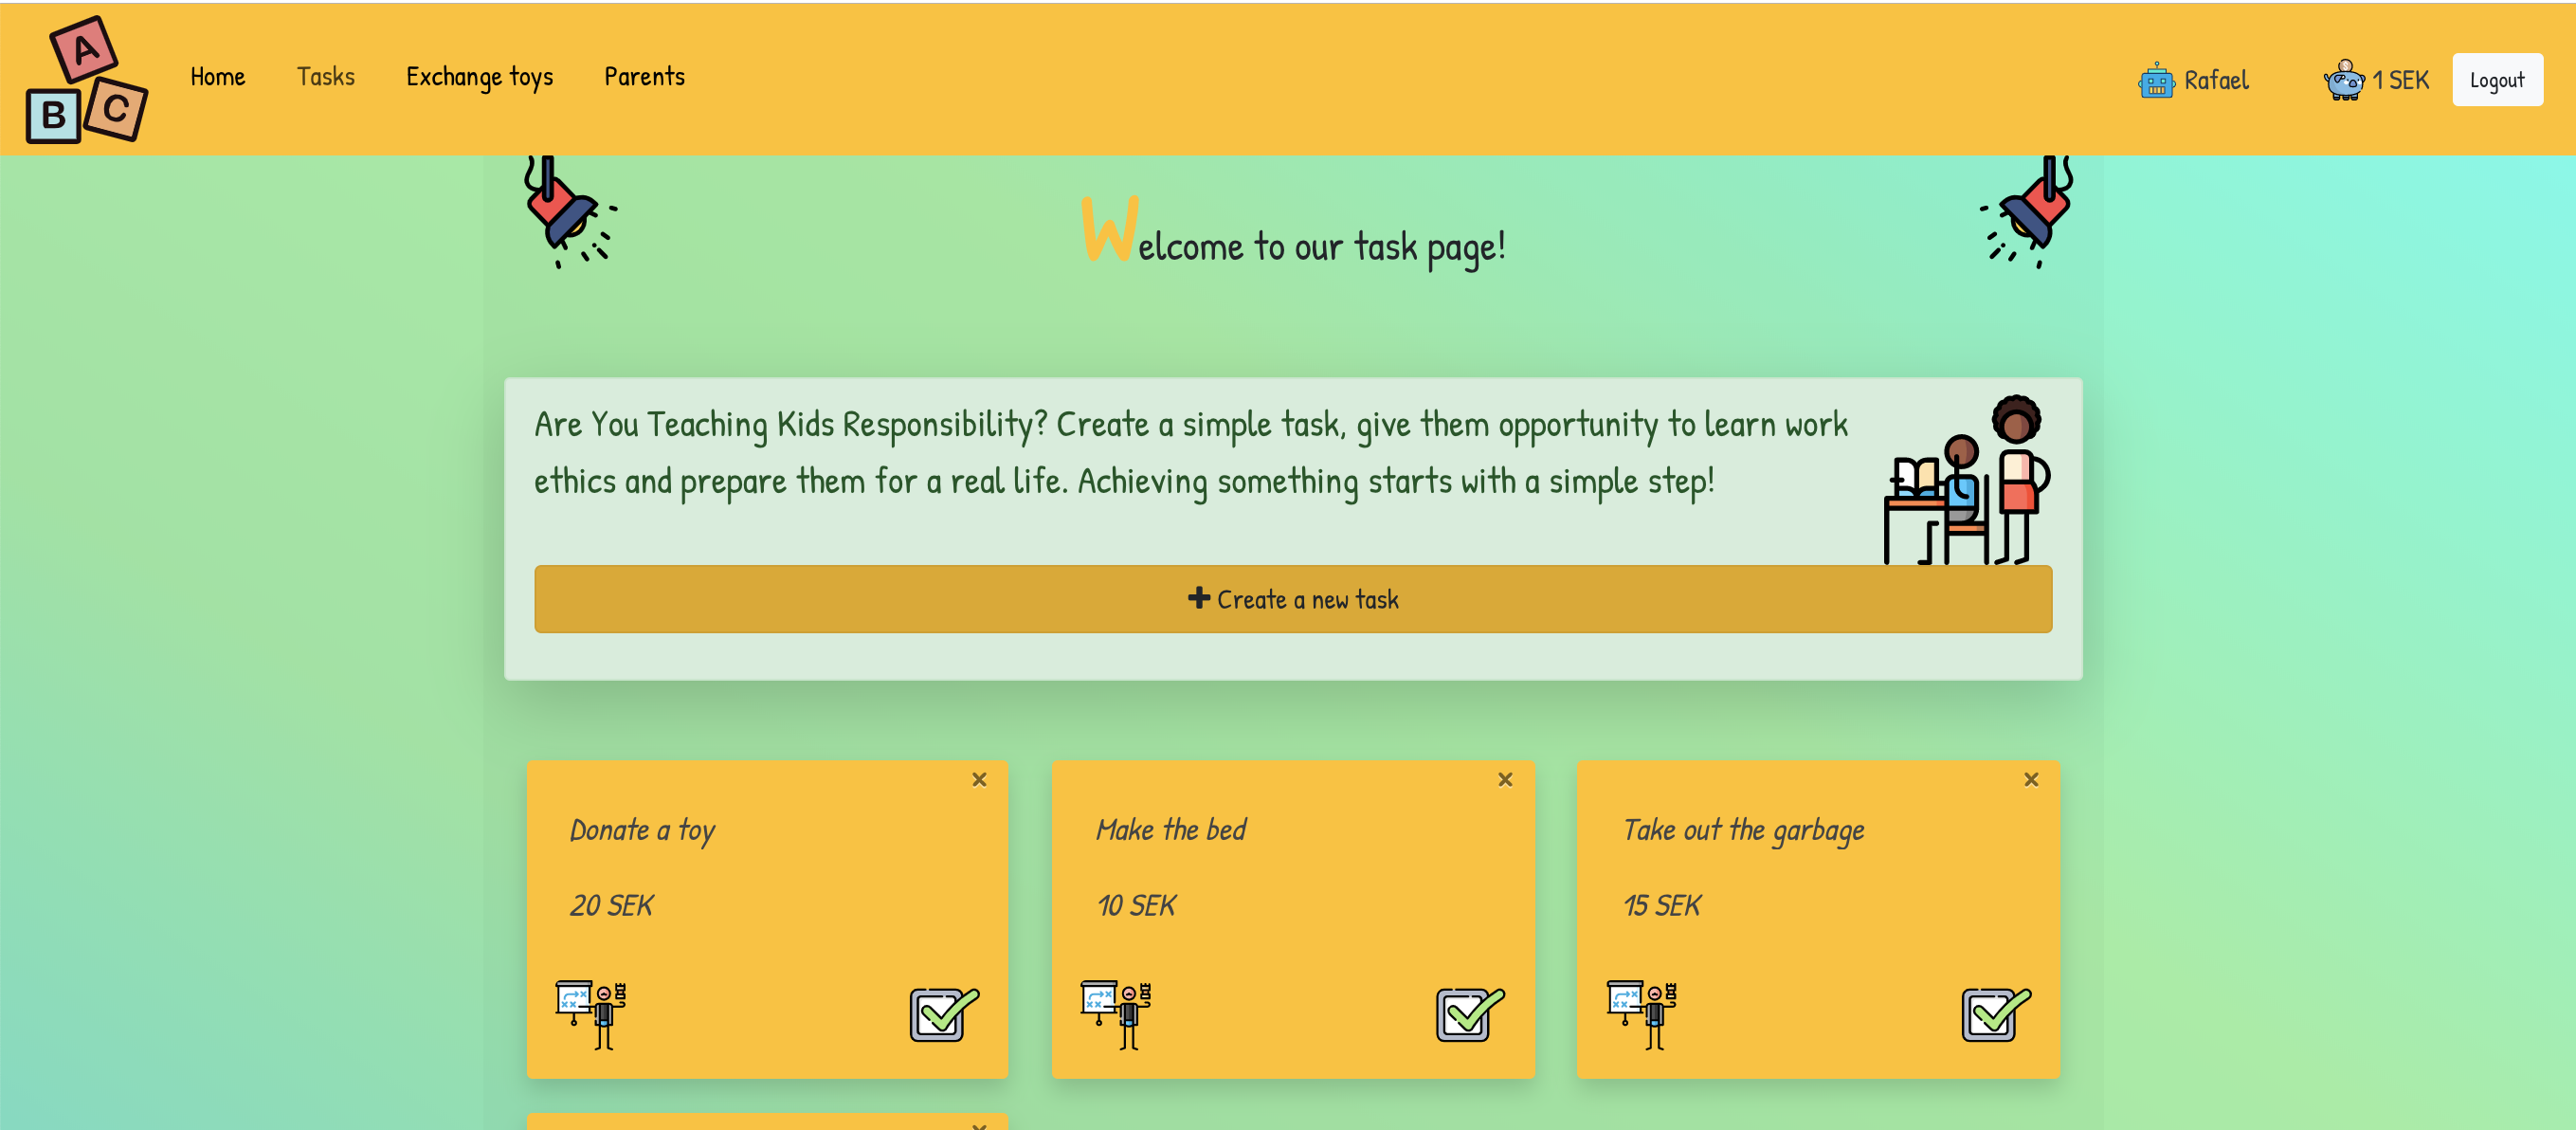 A
B
C
Home
Tasks
Exchange toys
Parents
Rafael
1 SEK
Logout
Welcome to our task page!
Are You Teaching Kids Responsibility? Create a simple task, give them opportunity to learn work
ethics and prepare them for a real life. Achieving something starts with a simple step!
Create a new task
Donate a toy
20 SEK
Make the bed
10 SEK
Take out the garbage
15 SEK